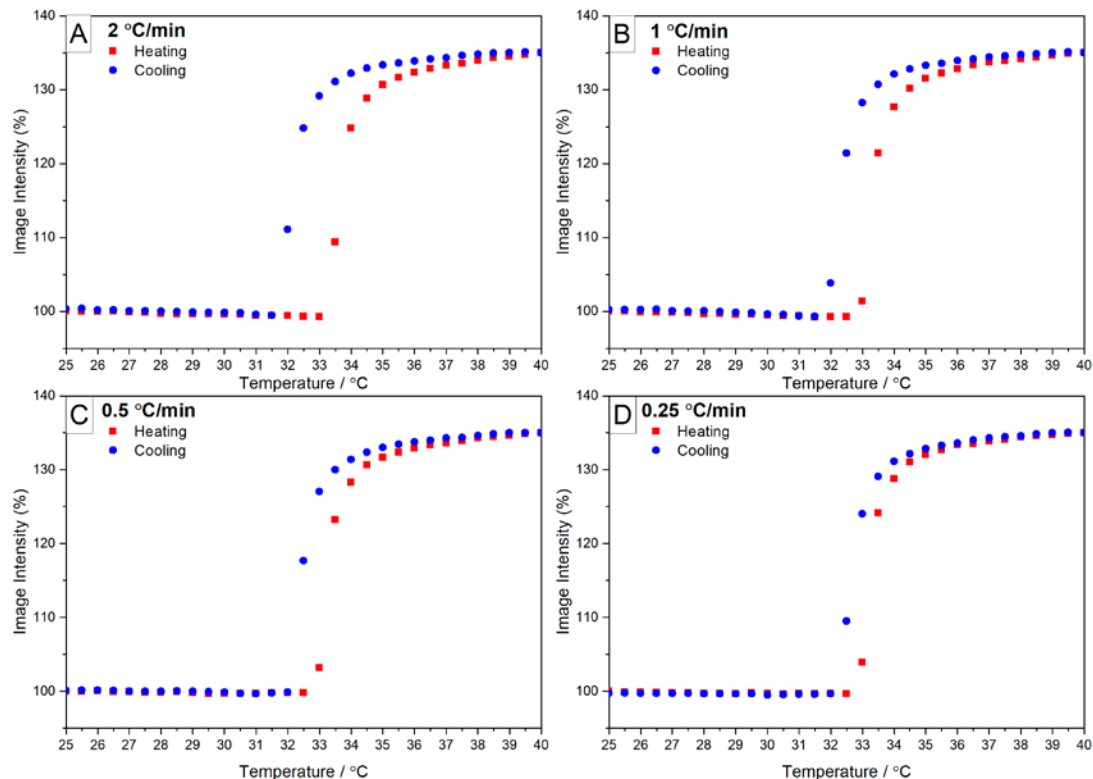 A
2 °C/min
Heating
Cooling
Image Intensity (%)
140
130
120
110
100
25 26 27 28 29 30 31 32 33 34 35 36 37 38 39 40
Temperature / °C
B
1 °C/min
Heating
Cooling
Image Intensity (%)
140
130
120
110
100
25 26 27 28 29 30 31 32 33 34 35 36 37 38 39 40
Temperature / °C
C
0.5 °C/min
Heating
Cooling
Image Intensity (%)
140
130
120
110
100
25 26 27 28 29 30 31 32 33 34 35 36 37 38 39 40
Temperature / °C
D
0.25 °C/min
Heating
Cooling
Image Intensity (%)
140
130
120
110
100
25 26 27 28 29 30 31 32 33 34 35 36 37 38 39 40
Temperature / °C